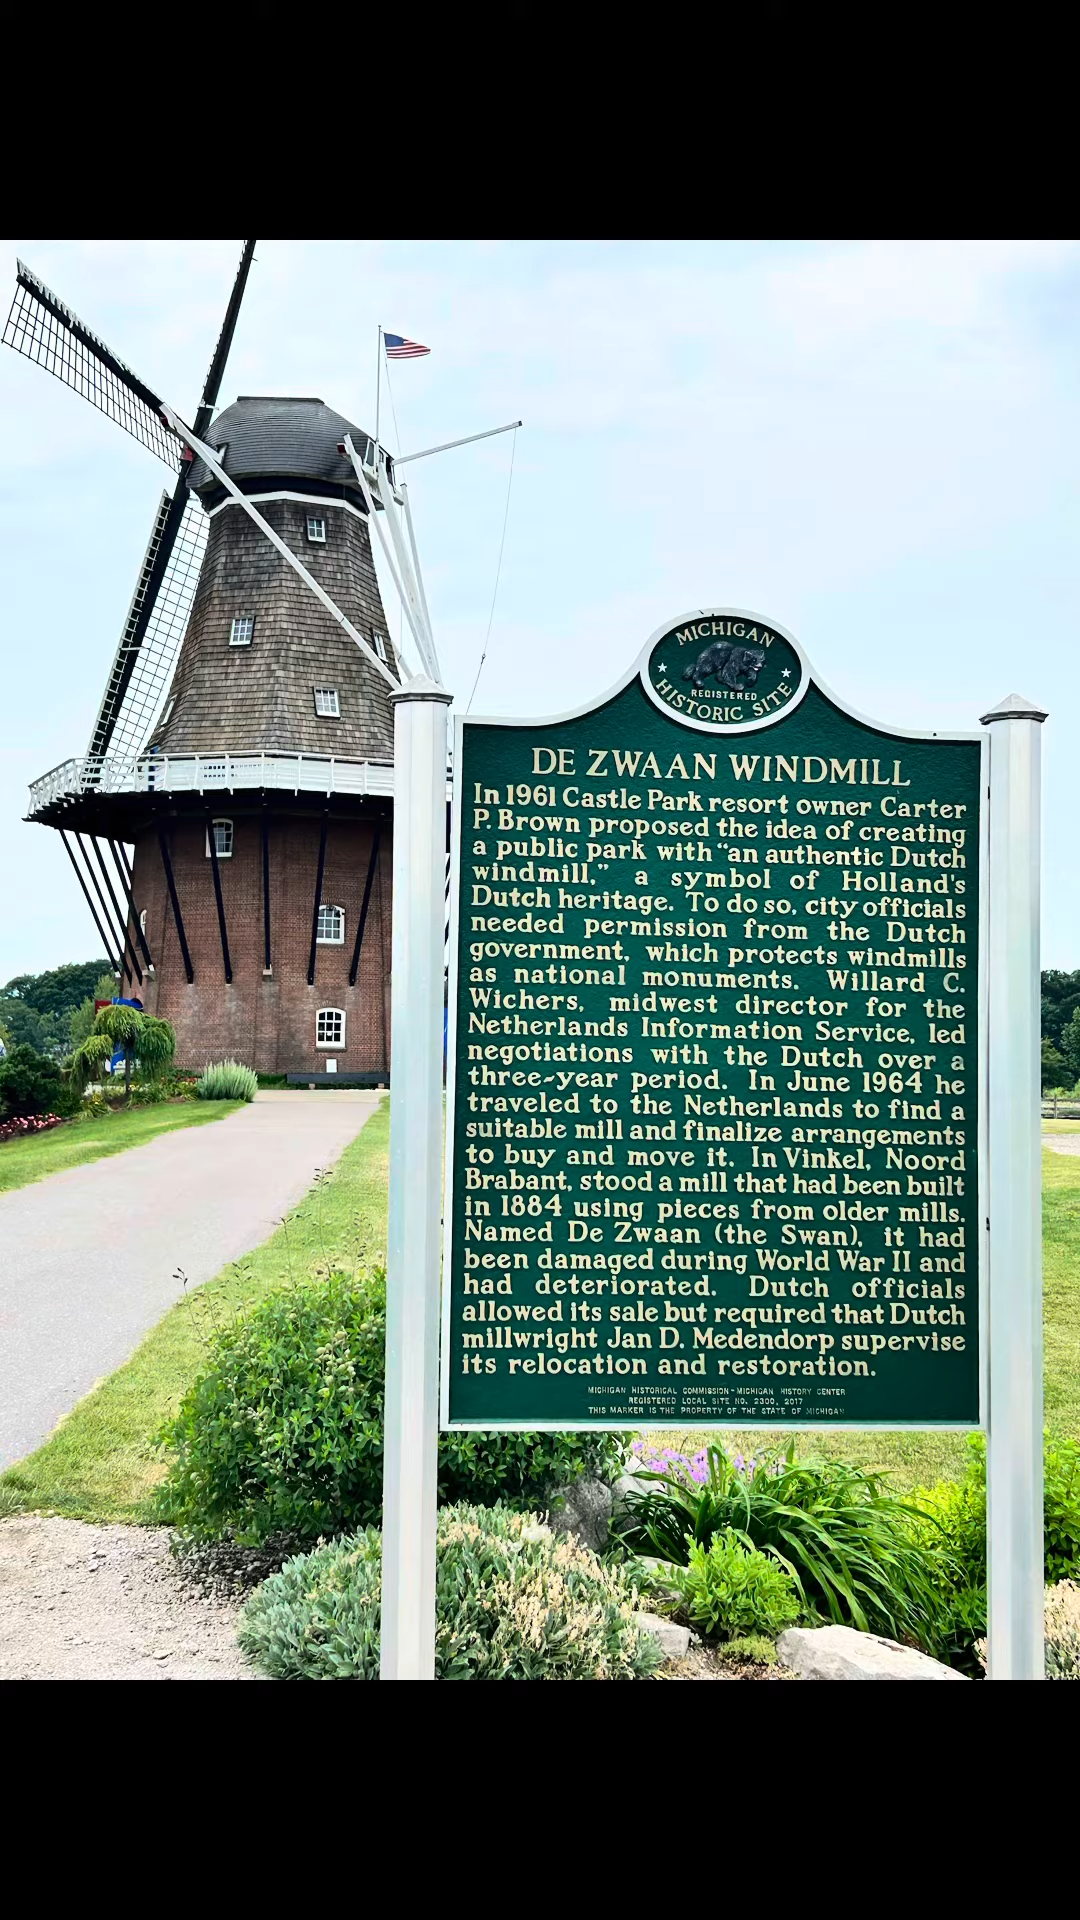 MICHIGAN
REGISTERED
HISTORIC SITE
DE ZWAAN WINDMILL
In 1961 Castle Park resort owner Carter
P. Brown proposed the idea of creating
a public park with “an authentic Dutch
windmill,” a symbol of Holland's
Dutch heritage. To do so, city officials
needed permission from the Dutch
government, which protects windmills
as national monuments. Willard C.
Wichers, midwest director for the
Netherlands Information Service, led
negotiations with the Dutch over a
three-year period. In June 1964 he
traveled to the Netherlands to find a
suitable mill and finalize arrangements
to buy and move it. In Vinkel, Noord
Brabant, stood a mill that had been built
in 1884 using pieces from older mills.
Named De Zwaan (the Swan), it had
been damaged during World War II and
had deteriorated. Dutch officials
allowed its sale but required that Dutch
millwright Jan D. Medendorp supervise
its relocation and restoration.
MICHIGAN HISTORICAL COMMISSION - MICHIGAN HISTORY CENTER
REGISTERED LOCAL SITE NO. 2300, 2017
THIS MARKER IS THE PROPERTY OF THE STATE OF MICHIGAN